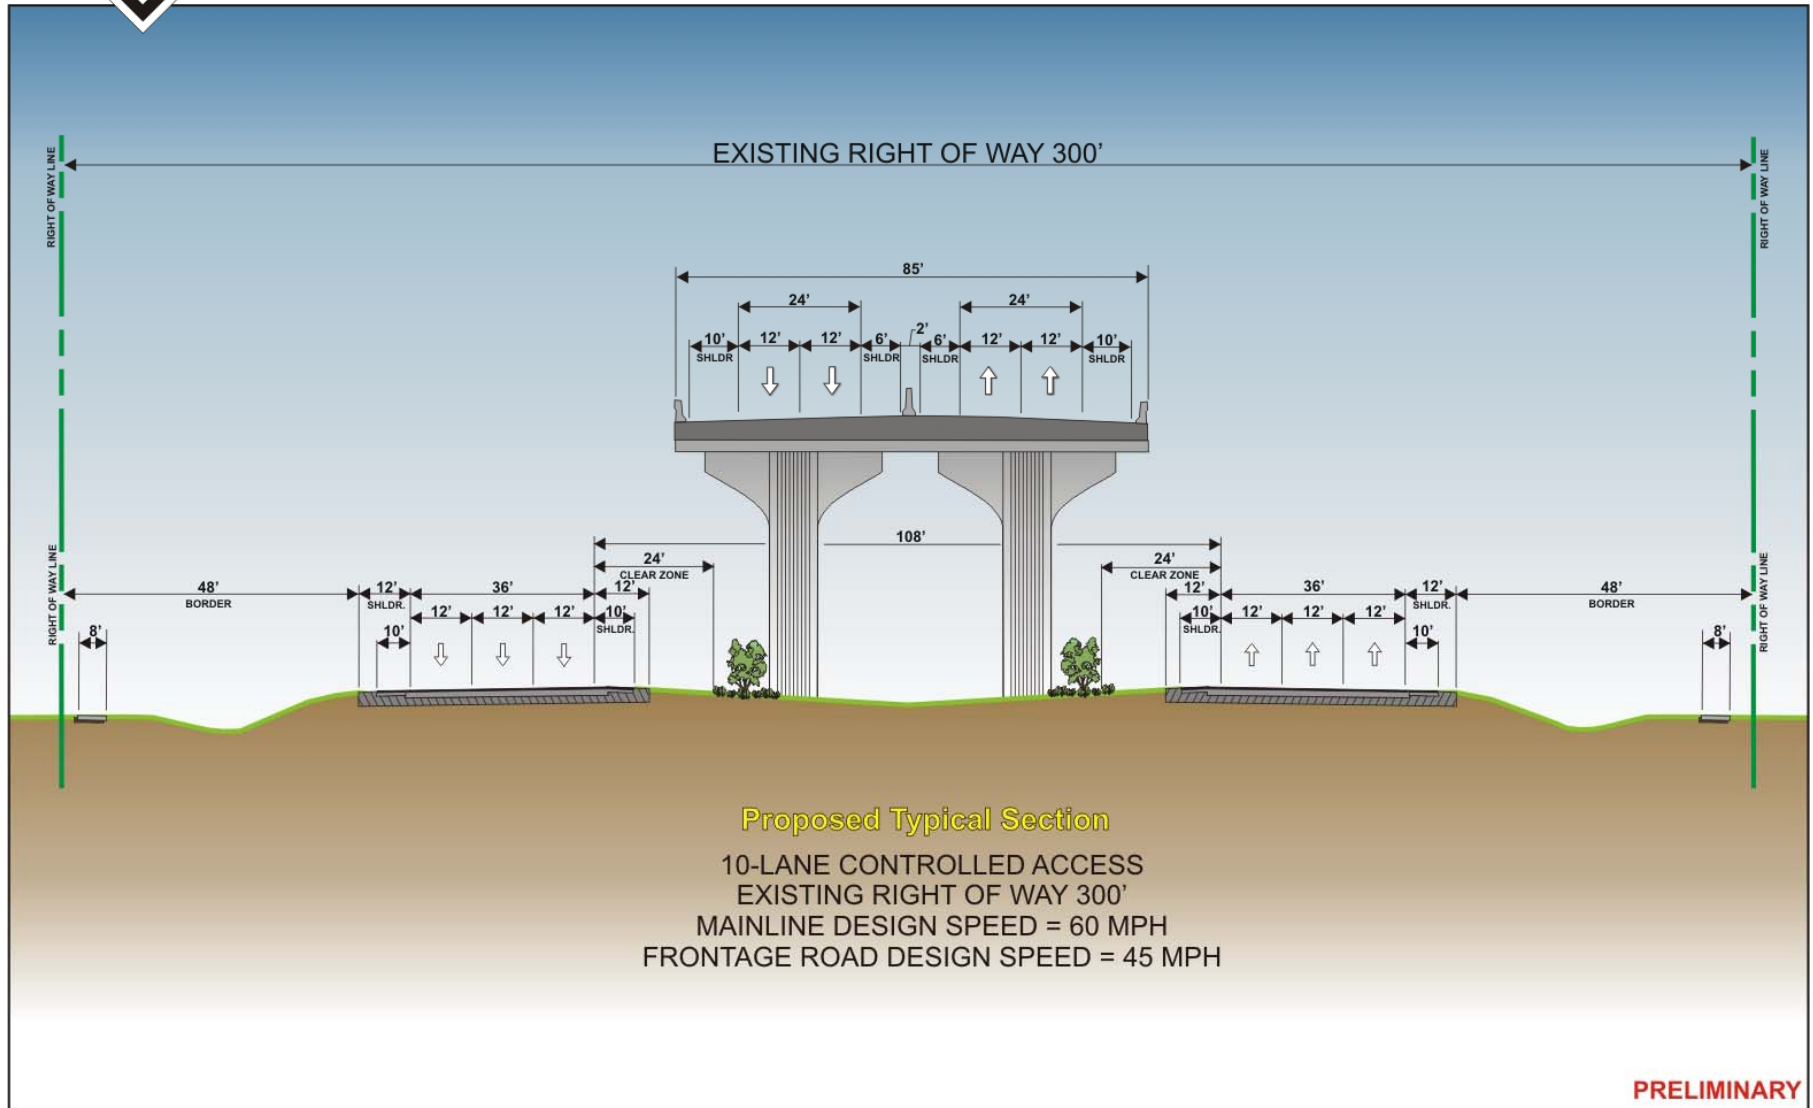 EXISTING RIGHT OF WAY 300’
RIGHT OF WAY LINE
RIGHT OF WAY LINE
85’
24’ 24’
10’ 12’ 12’ 6’ 2’ 6’ 12’ 12’ 10’
SHLDR SHLDR SHLDR SHLDR
RIGHT OF WAY LINE
RIGHT OF WAY LINE
108’
24’ 24’
CLEAR ZONE CLEAR ZONE
48’ 12’ 36’ 12’ 12’ 36’ 12’ 48’
BORDER SHLDR. SHLDR. BORDER
12’ 12’ 12’ 10’ 10’ 12’ 12’ 12’
SHLDR. SHLDR.
8’ 10’ 10’ 8’
Proposed Typical Section
10-LANE CONTROLLED ACCESS
EXISTING RIGHT OF WAY 300’
MAINLINE DESIGN SPEED = 60 MPH
FRONTAGE ROAD DESIGN SPEED = 45 MPH
PRELIMINARY